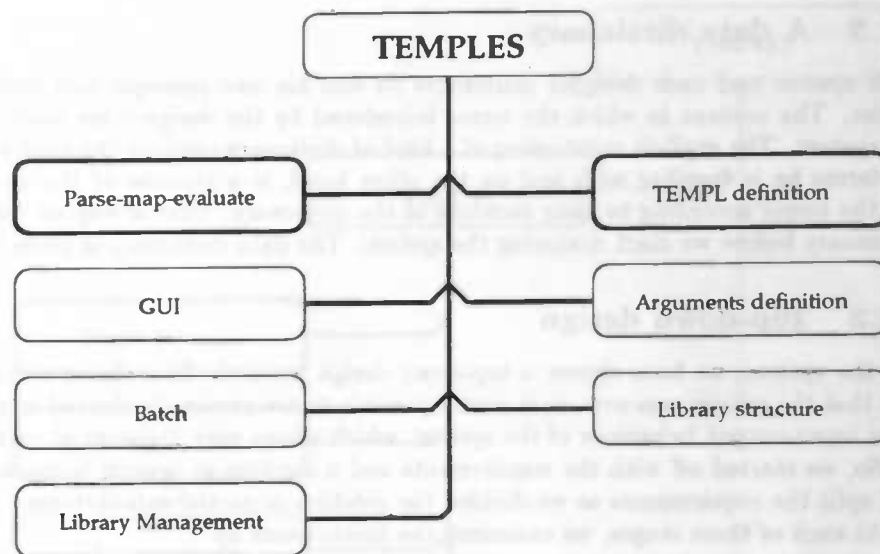 TEMPLES
Parse-map-evaluate
TEMPL definition
GUI
Arguments definition
Batch
Library structure
Library Management